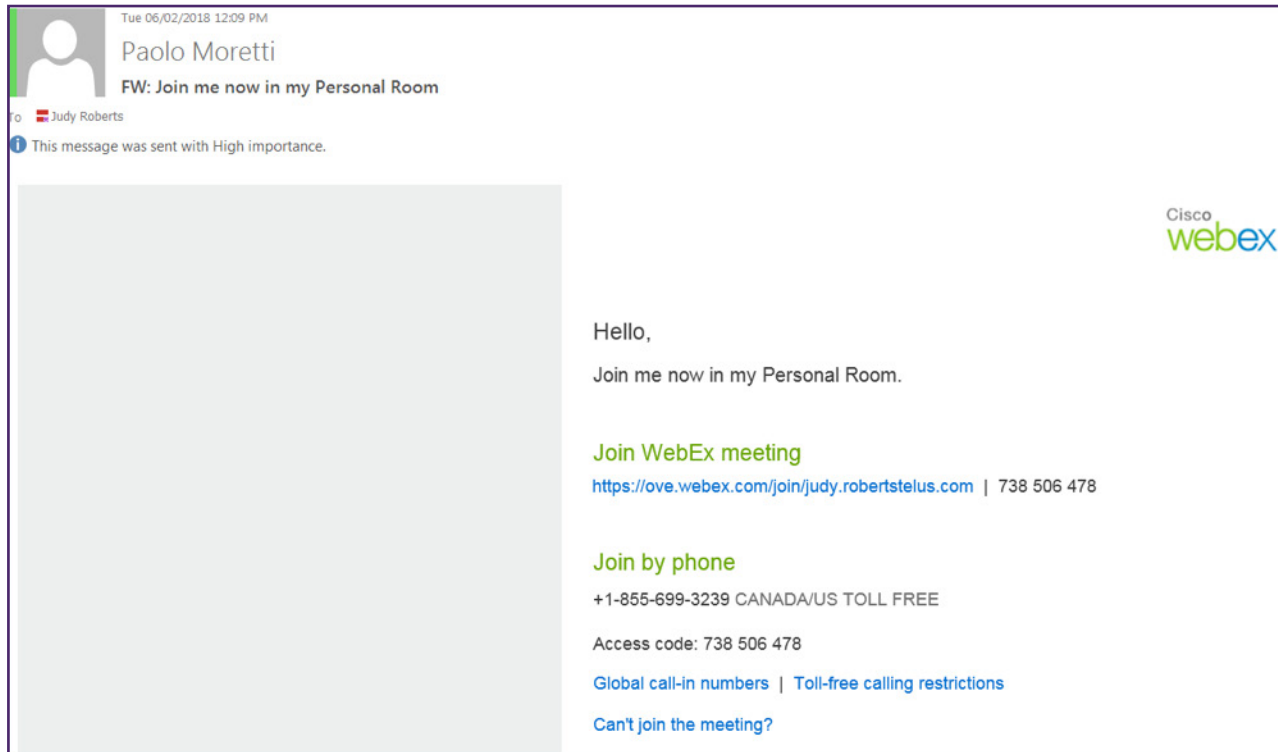 Tue 06/02/2018 12:09 PM
Paolo Moretti
FW: Join me now in my Personal Room
To Judy Roberts
This message was sent with High importance.
Cisco
webex
Hello,
Join me now in my Personal Room.
Join WebEx meeting
https://ove.webex.com/join/judy.robertstelus.com | 738 506 478
Join by phone
+1-855-699-3239 CANADA/US TOLL FREE
Access code: 738 506 478
Global call-in numbers | Toll-free calling restrictions
Can't join the meeting?